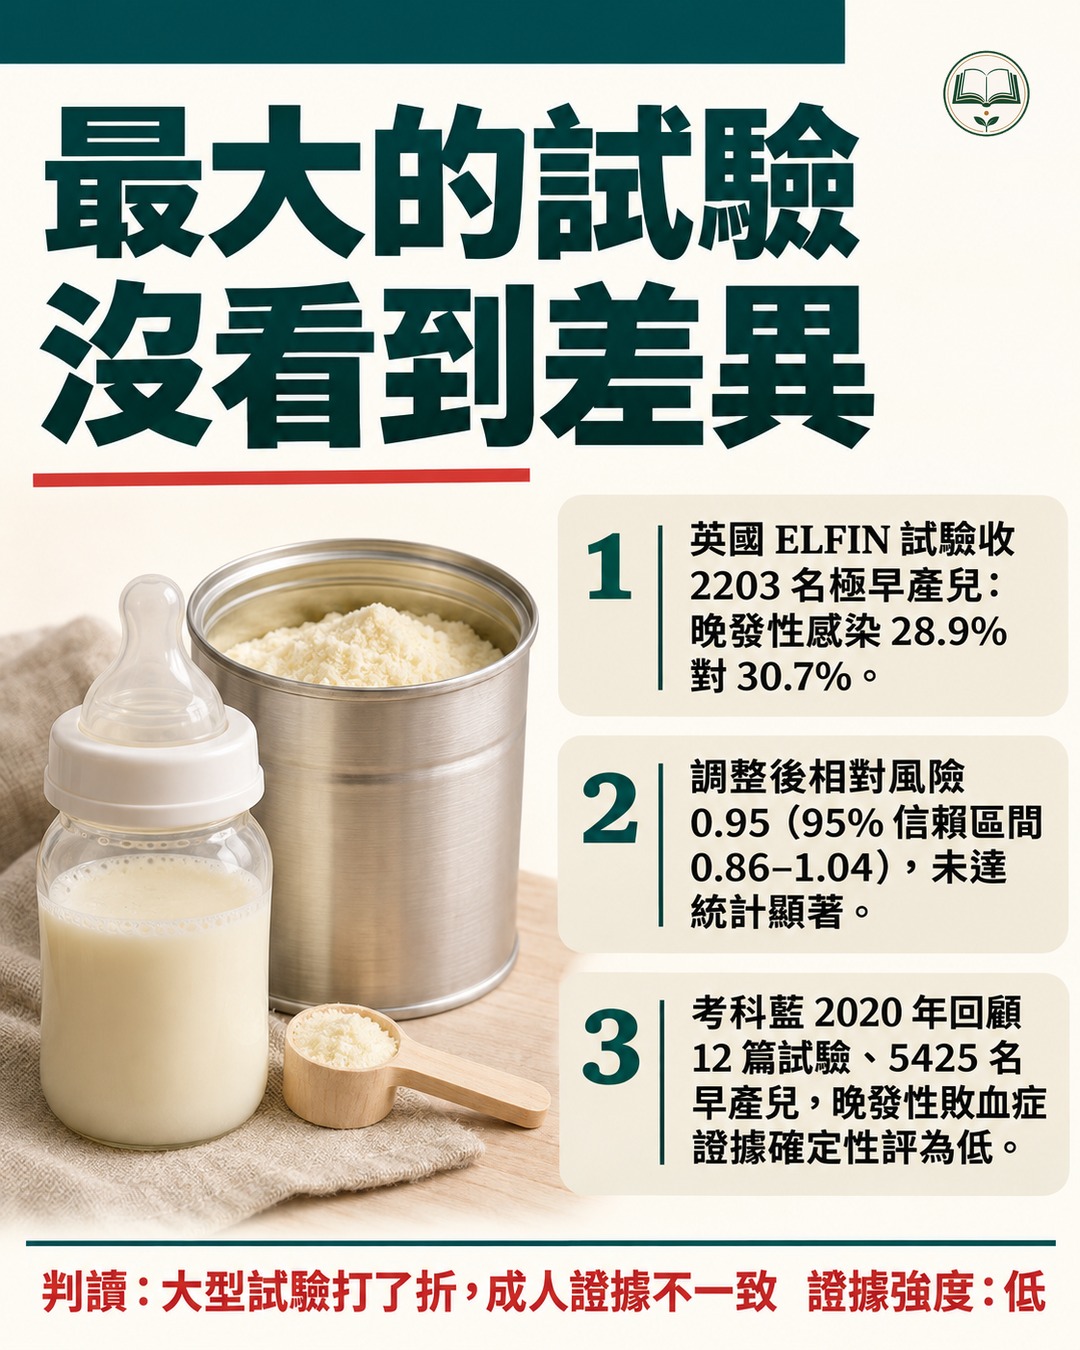 最大的試驗
沒看到差異
1
英國 ELFIN 試驗收
2203 名極早產兒：
晚發性感染 28.9%
對 30.7%。
2
調整後相對風險
0.95（95% 信賴區間
0.86–1.04），未達
統計顯著。
3
考科藍 2020 年回顧
12 篇試驗、5425 名
早產兒，晚發性敗血症
證據確定性評為低。
判讀：大型試驗打了折，成人證據不一致 證據強度：低